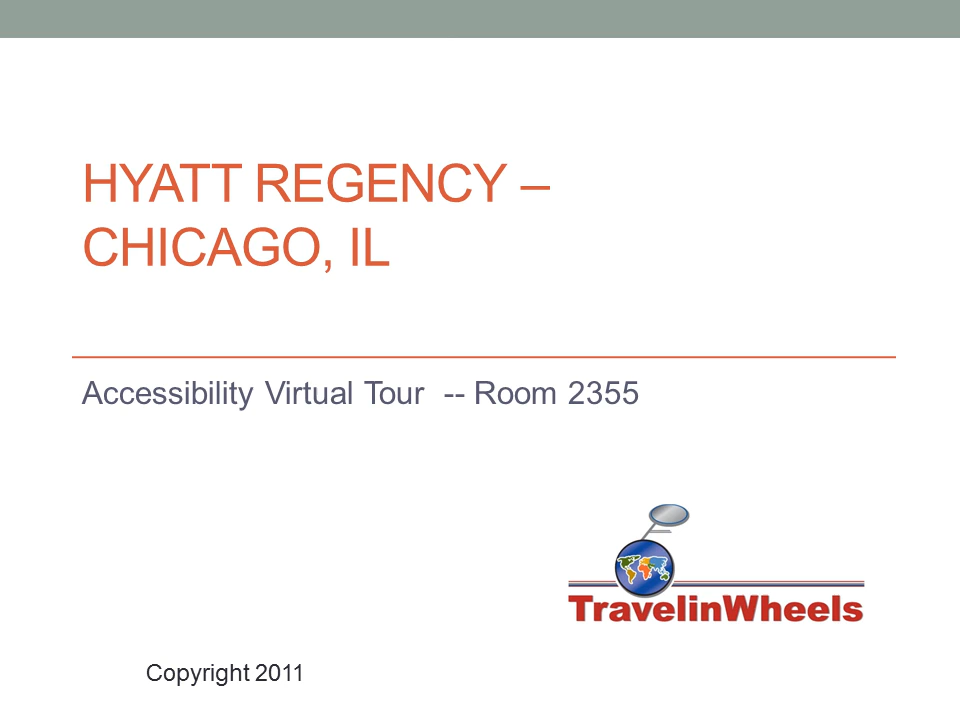 HYATT REGENCY –
CHICAGO, IL
Accessibility Virtual Tour -- Room 2355
TravelinWheels
Copyright 2011